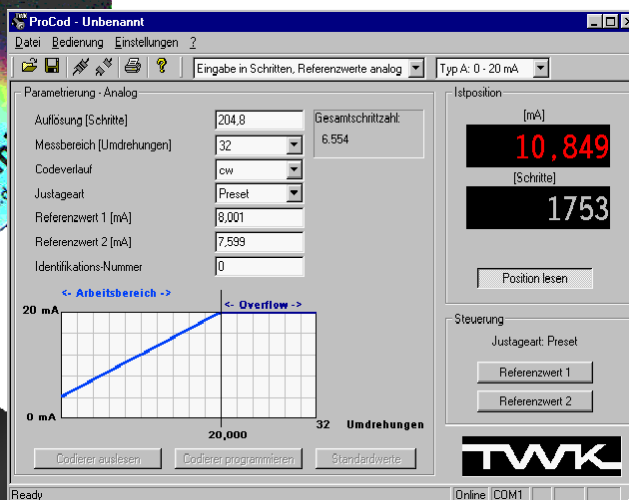 ProCod - Unbenannt
Datei Bedienung Einstellungen ?
Eingabe in Schritten, Referenzwerte analog Typ A: 0 - 20 mA
Parametrierung - Analog
Auflösung [Schritte] 204,8
Messbereich [Umdrehungen] 32
Codeverlauf cw
Justageart Preset
Referenzwert 1 [mA] 8,001
Referenzwert 2 [mA] 7,599
Identifikations-Nummer 0
Gesamtschrittzahl:
6.554
<- Arbeitsbereich ->
<- Overflow ->
20 mA
0 mA
32 Umdrehungen
20,000
Codierer auslesen Codierer programmieren Standardwerte
Istposition
[mA]
10,849
[Schritte]
1753
Position lesen
Steuerung
Justageart: Preset
Referenzwert 1
Referenzwert 2
TWK
Ready Online COM1